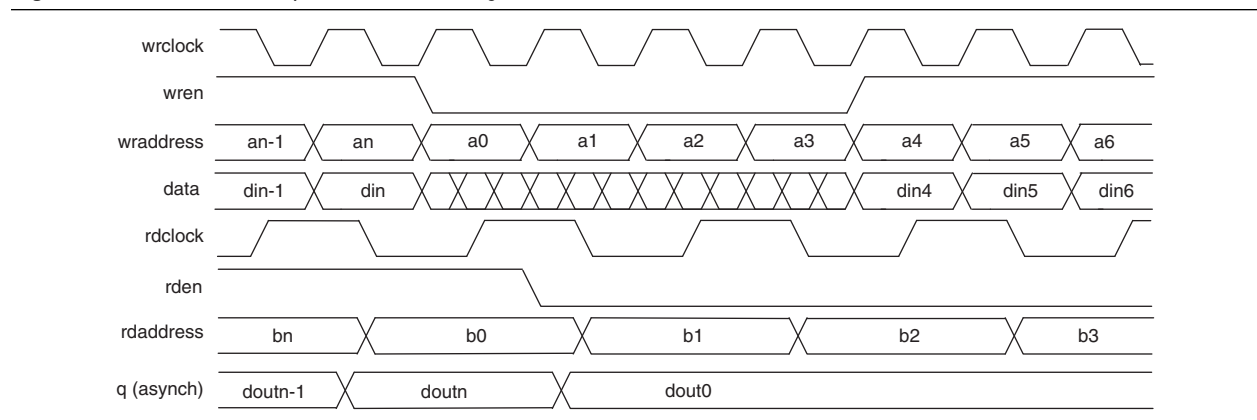 wrclock
wren
wraddress an-1 an a0 a1 a2 a3 a4 a5 a6
data din-1 din din4 din5 din6
rdclock
rden
rdaddress bn b0 b1 b2 b3
q (asynch) doutn-1 doutn dout0